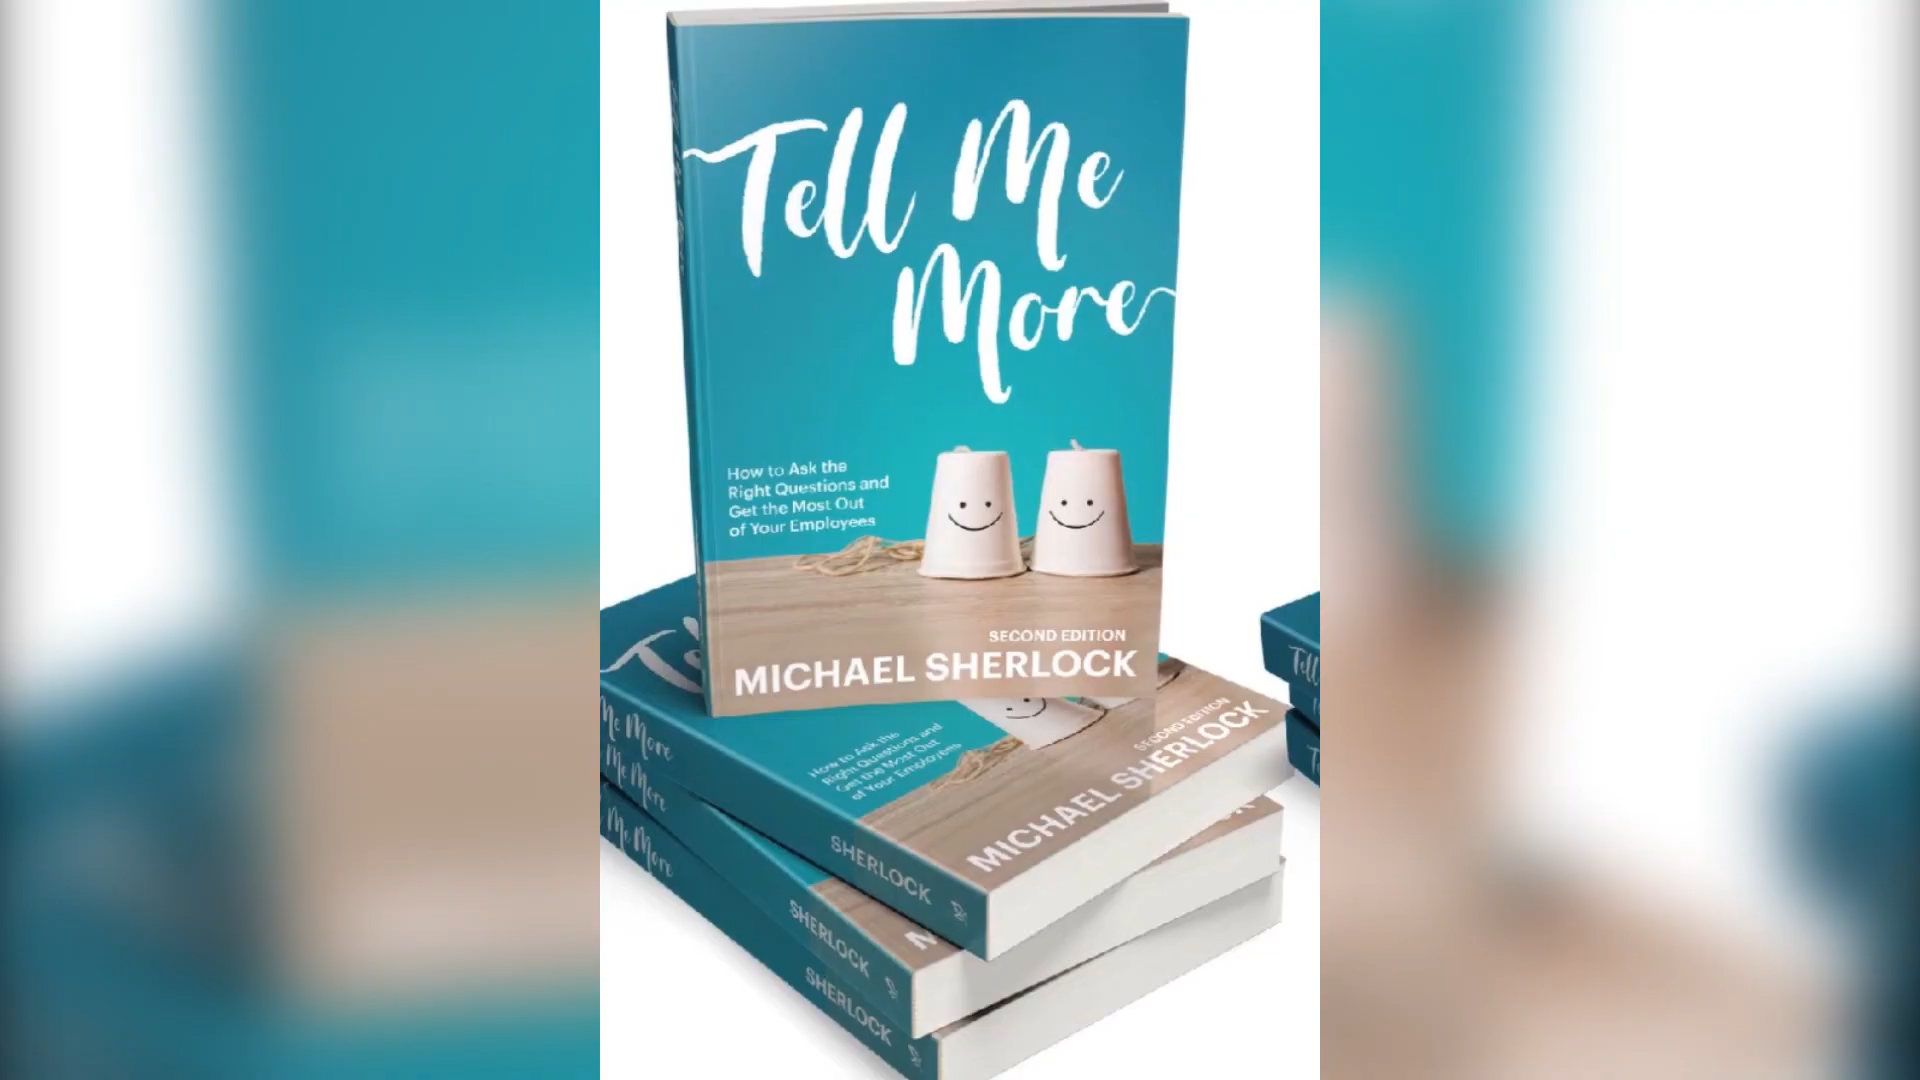 Tell Me
More
How to Ask the
Right Questions and
Get the Most Out
of Your Employees
SECOND EDITION
MICHAEL SHERLOCK
Me More
Me More
Me More
How to Ask the
Right Questions and
Get the Most Out
of Your Employees
SECOND EDITION
MICHAEL SHERLOCK
SHERLOCK
SHERLOCK
SHERLOCK
Tell